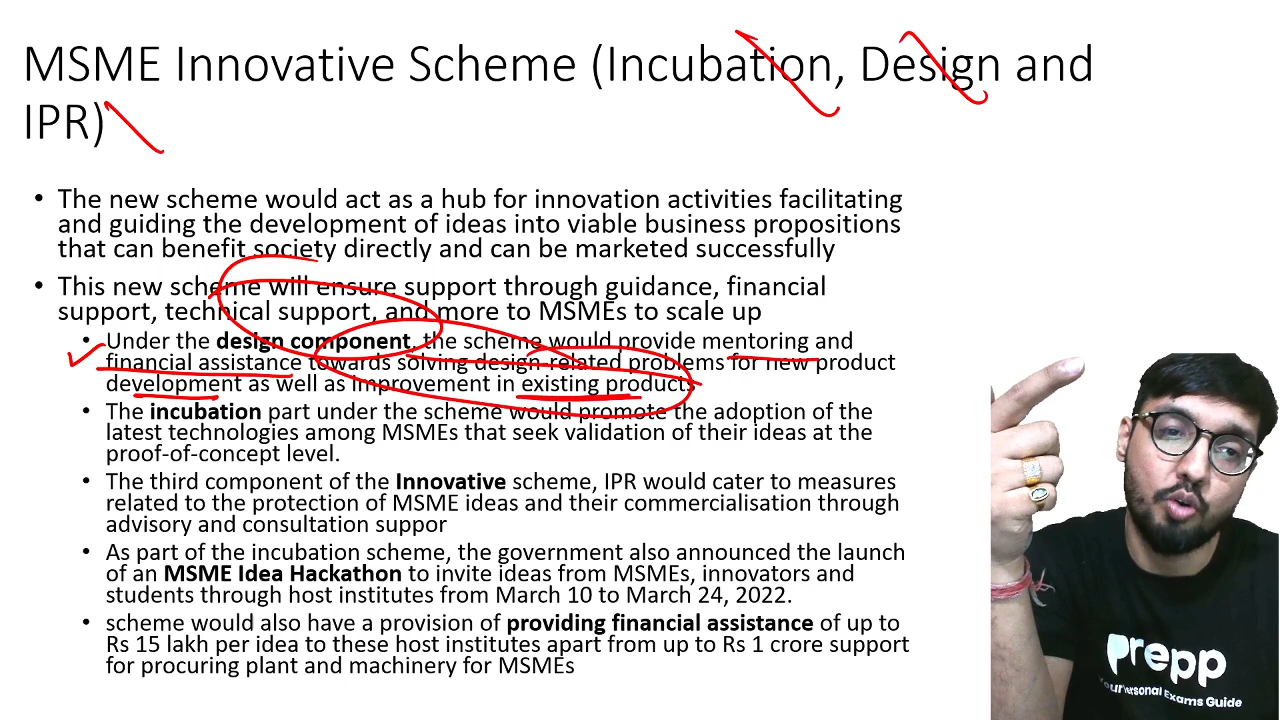 MSME Innovative Scheme (Incubation, Design and
IPR)
• The new scheme would act as a hub for innovation activities facilitating
and guiding the development of ideas into viable business propositions
that can benefit society directly and can be marketed successfully
• This new scheme will ensure support through guidance, financial
support, technical support, and more to MSMEs to scale up
• Under the design component, the scheme would provide mentoring and
financial assistance towards solving design-related problems for new product
development as well as improvement in existing products
• The incubation part under the scheme would promote the adoption of the
latest technologies among MSMEs that seek validation of their ideas at the
proof-of-concept level.
• The third component of the Innovative scheme, IPR would cater to measures
related to the protection of MSME ideas and their commercialisation through
advisory and consultation suppor
• As part of the incubation scheme, the government also announced the launch
of an MSME Idea Hackathon to invite ideas from MSMEs, innovators and
students through host institutes from March 10 to March 24, 2022.
• scheme would also have a provision of providing financial assistance of up to
Rs 15 lakh per idea to these host institutes apart from up to Rs 1 crore support
for procuring plant and machinery for MSMEs
prepp
Your Personal Exams Guide